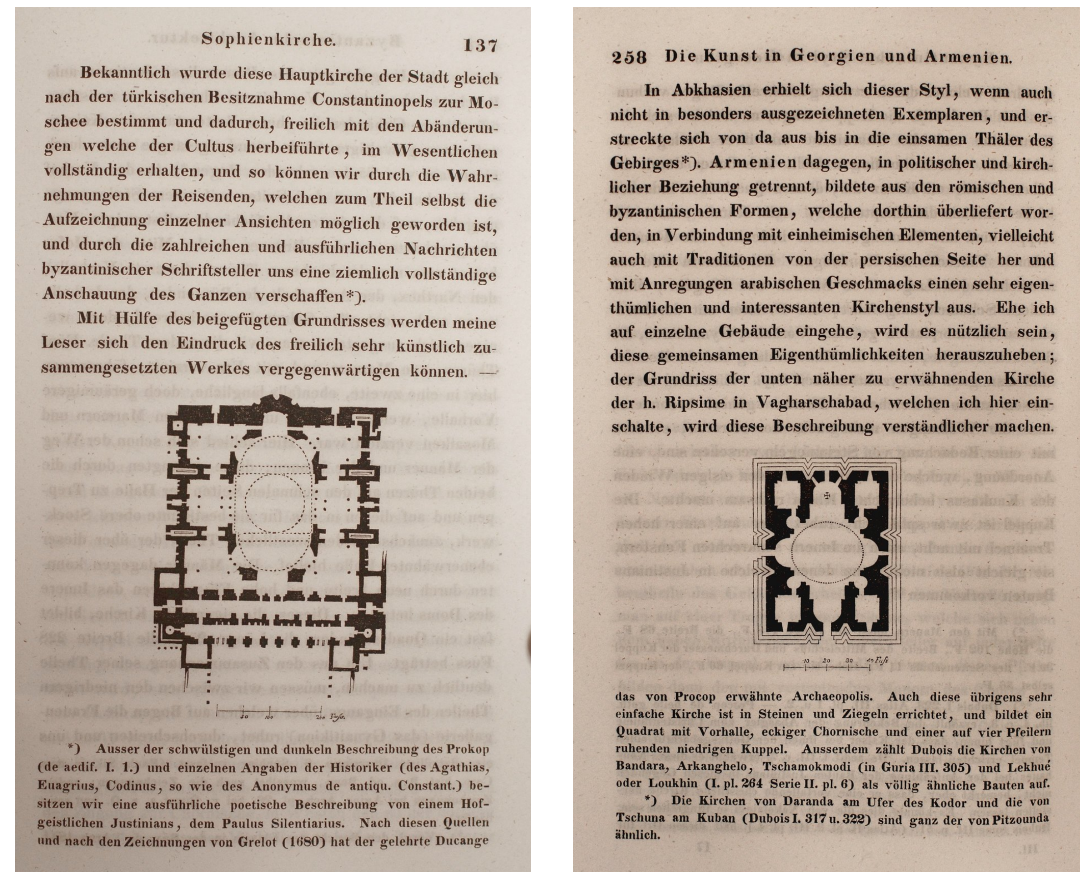 Sophienkirche. 137
Bekanntlich wurde diese Hauptkirche der Stadt gleich
nach der türkischen Besitznahme Constantinopels zur Mo-
schee bestimmt und dadurch, freilich mit den Abänderun-
gen welche der Cultus herbeiführte, im Wesentlichen
vollständig erhalten, und so können wir durch die Wahr-
nehmungen der Reisenden, welchen zum Theil selbst die
Aufzeichnung einzelner Ansichten möglich geworden ist,
und durch die zahlreichen und ausführlichen Nachrichten
byzantinischer Schriftsteller uns eine ziemlich vollständige
Anschauung des Ganzen verschaffen*).
Mit Hülfe des beigefügten Grundrisses werden meine
Leser sich den Eindruck des freilich sehr künstlich zu-
sammengesetzten Werkes vergegenwärtigen können. —
*) Ausser der schwülstigen und dunkeln Beschreibung des Prokop
(de aedif. I. 1.) und einzelnen Angaben der Historiker (des Agathias,
Euagrius, Codinus, so wie des Anonymus de antiqu. Constant.) be-
sitzen wir eine ausführliche poetische Beschreibung von einem Hof-
geistlichen Justinians, dem Paulus Silentiarius. Nach diesen Quellen
und nach den Zeichnungen von Grelot (1680) hat der gelehrte Ducange
258 Die Kunst in Georgien und Armenien.
In Abkhasien erhielt sich dieser Styl, wenn auch
nicht in besonders ausgezeichneten Exemplaren, und er-
streckte sich von da aus bis in die einsamen Thäler des
Gebirges*). Armenien dagegen, in politischer und kirch-
licher Beziehung getrennt, bildete aus den römischen und
byzantinischen Formen, welche dorthin überliefert wor-
den, in Verbindung mit einheimischen Elementen, vielleicht
auch mit Traditionen von der persischen Seite her und
mit Anregungen arabischen Geschmacks einen sehr eigen-
thümlichen und interessanten Kirchenstyl aus. Ehe ich
auf einzelne Gebäude eingehe, wird es nützlich sein,
diese gemeinsamen Eigenthümlichkeiten herauszuheben;
der Grundriss der unten näher zu erwähnenden Kirche
der h. Ripsime in Vagharschabad, welchen ich hier ein-
schalte, wird diese Beschreibung verständlicher machen.
10 20 30 40 Fuſs
das von Procop erwähnte Archaeopolis. Auch diese übrigens sehr
einfache Kirche ist in Steinen und Ziegeln errichtet, und bildet ein
Quadrat mit Vorhalle, eckiger Chornische und einer auf vier Pfeilern
ruhenden niedrigen Kuppel. Ausserdem zählt Dubois die Kirchen von
Bandara, Arkanghelo, Tschamokmodi (in Guria III. 305) und Lekhué
oder Loukhin (I. pl. 264 Serie II. pl. 6) als völlig ähnliche Bauten auf.
*) Die Kirchen von Daranda am Ufer des Kodor und die von
Tschuna am Kuban (Dubois I. 317 u. 322) sind ganz der von Pitzounda
ähnlich.